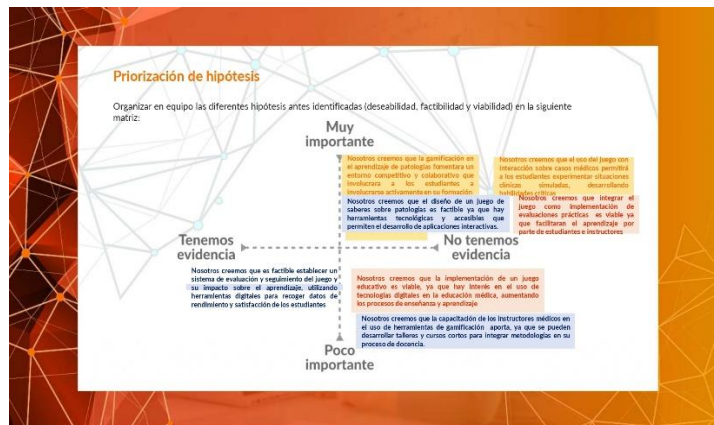 Priorización de hipótesis
Organizar en equipo las diferentes hipótesis antes identificadas (deseabilidad, factibilidad y viabilidad) en la siguiente
matriz:
Muy
importante
Nosotros creemos que la gamificación en
el aprendizaje de patologías fomentara un
entorno competitivo y colaborativo que
involucrara a los estudiantes a
involucrarse activamente en su formación
Nosotros creemos que el uso del juego con
interacción sobre casos médicos permitirá
a los estudiantes experimentar situaciones
clínicas simuladas, desarrollando
habilidades críticas
Nosotros creemos que el diseño de un juego de
saberes sobre patologías es factible ya que hay
herramientas tecnológicas y accesibles que
permiten el desarrollo de aplicaciones interactivas.
Nosotros creemos que integrar el
juego como implementación de
evaluaciones prácticas es viable ya
que facilitaran el aprendizaje por
parte de estudiantes e instructores
Tenemos
evidencia
No tenemos
evidencia
Nosotros creemos que es factible establecer un
sistema de evaluación y seguimiento del juego y
su impacto sobre el aprendizaje, utilizando
herramientas digitales para recoger datos de
rendimiento y satisfacción de los estudiantes
Nosotros creemos que la implementación de un juego
educativo es viable, ya que hay interés en el uso de
tecnologías digitales en la educación médica, aumentando
los procesos de enseñanza y aprendizaje
Nosotros creemos que la capacitación de los instructores médicos en
el uso de herramientas de gamificación aporta, ya que se pueden
desarrollar talleres y cursos cortos para integrar metodologías en su
proceso de docencia.
Poco
importante